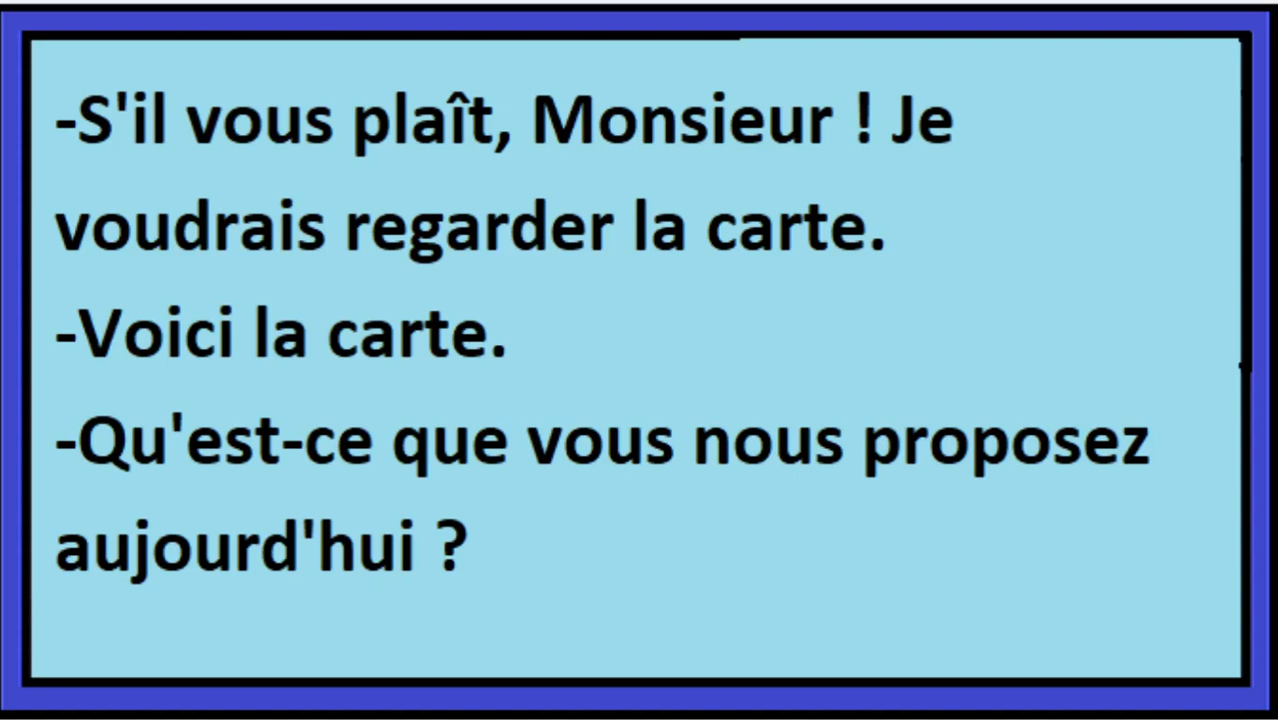 -S'il vous plaît, Monsieur ! Je
voudrais regarder la carte.
-Voici la carte.
-Qu'est-ce que vous nous proposez
aujourd'hui ?